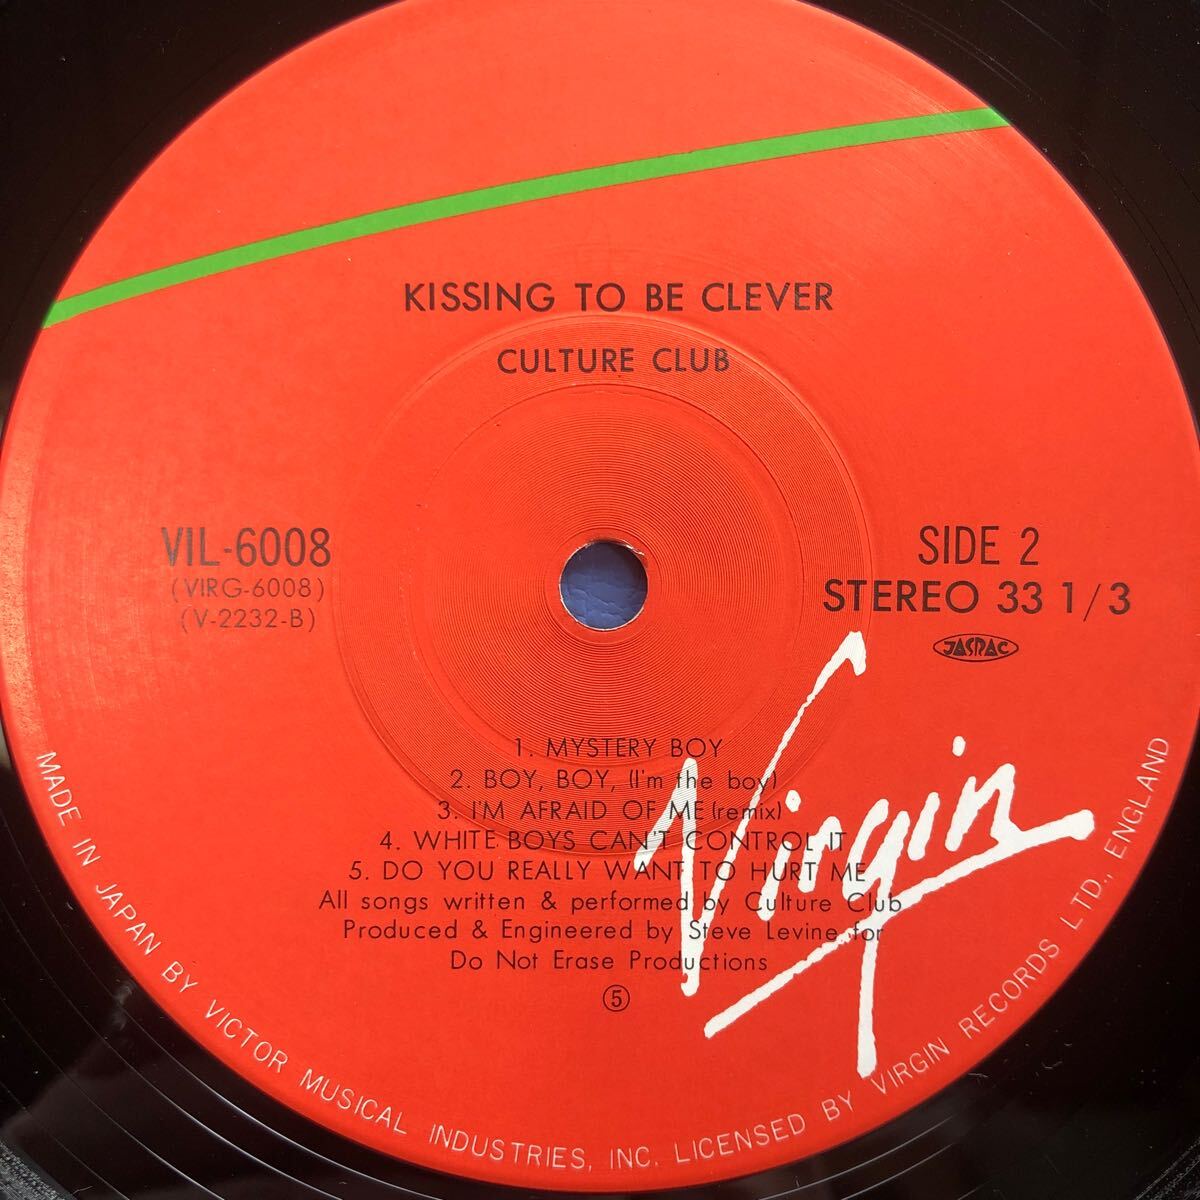 KISSING TO BE CLEVER
CULTURE CLUB
VIL-6008
(VIRG-6008)
(V-2232-B)
SIDE 2
STEREO 33 1/3
JASRAC
1. MYSTERY BOY
2. BOY, BOY, (I'm the boy)
3. I'M AFRAID OF ME (remix)
4. WHITE BOYS CAN'T CONTROL IT
5. DO YOU REALLY WANT TO HURT ME
All songs written & performed by Culture Club
Produced & Engineered by Steve Levine for
Do Not Erase Productions
⑤
Virgin
MADE IN JAPAN BY VICTOR MUSICAL INDUSTRIES, INC. LICENSED BY VIRGIN RECORDS LTD., ENGLAND